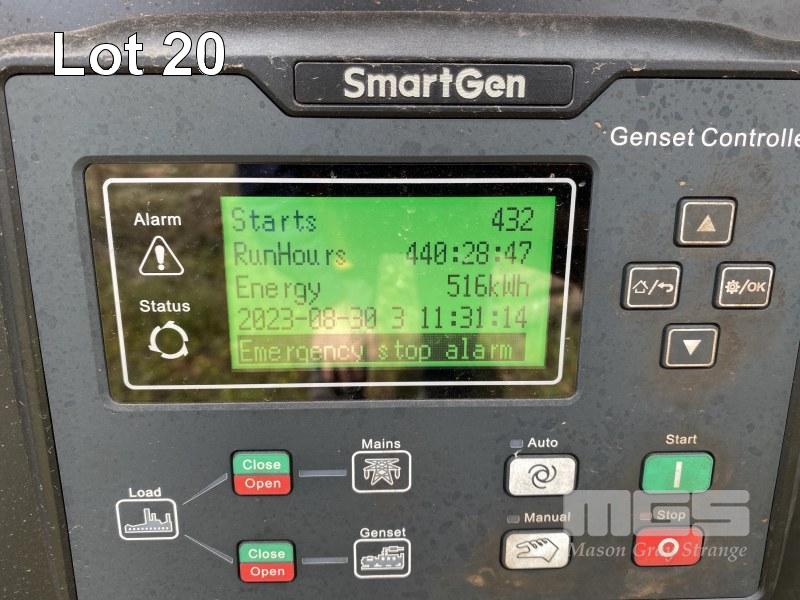 Lot 20
SmartGen
Genset Controlle
Alarm
Status
Starts 432
RunHours 440:28:47
Energy 516kWh
2023-08-30 3 11:31:14
Emergency stop alarm
/OK
Mains
Auto
Start
Close
Open
Load
Manual
Stop
MGS
Mason Gray Strange
Genset
Close
Open